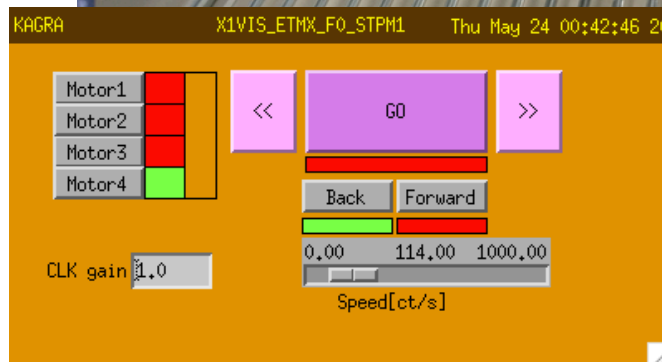 KAGRA X1VIS_ETMX_F0_STPM1 Thu May 24 00:42:46
Motor1
Motor2
Motor3
Motor4
<< GO >>
Back Forward
0.00 114.00 1000.00
CLK gain 1.0
Speed[ct/s]